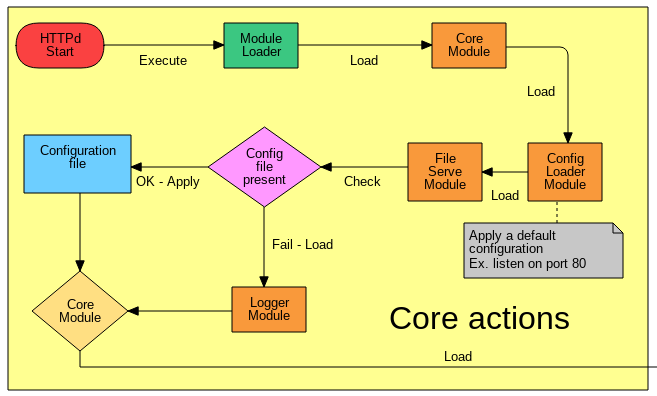 HTTPd
Start
Execute
Module
Loader
Load
Core
Module
Load
Configuration
file
OK - Apply
Config
file
present
Check
File
Serve
Module
Load
Config
Loader
Module
Apply a default
configuration
Ex. listen on port 80
Fail - Load
Core
Module
Logger
Module
Core actions
Load